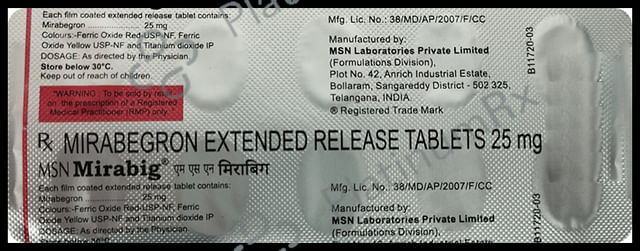 Each film coated extended release tablet contains:
Mirabegron 25 mg
Colours:-Ferric Oxide Red-USP-NF, Ferric
Oxide Yellow USP-NF and Titanium dioxide IP
DOSAGE: As directed by the Physician
Store below 30°C.
Keep out of reach of children.
"WARNING : To be sold by retail
on the prescription of a Registered
Medical Practitioner (RMP) only."
Mfg. Lic. No.: 38/MD/AP/2007/F/CC
Manufactured by:
MSN Laboratories Private Limited
(Formulations Division),
Plot No. 42, Anrich Industrial Estate,
Bollaram, Sangareddy District - 502 325,
Telangana, INDIA.
® Registered Trade Mark
B11720-03
℞ MIRABEGRON EXTENDED RELEASE TABLETS 25 mg
MSN Mirabig® एम एस एन मिराबिग
Each film coated extended release tablet contains:
Mirabegron 25 mg
Colours:-Ferric Oxide Red-USP-NF, Ferric
Oxide Yellow USP-NF and Titanium dioxide IP
DOSAGE: As directed by the Physician
Store below 30°C.
Mfg. Lic. No.: 38/MD/AP/2007/F/CC
Manufactured by:
MSN Laboratories Private Limited
(Formulations Division),
11720-03